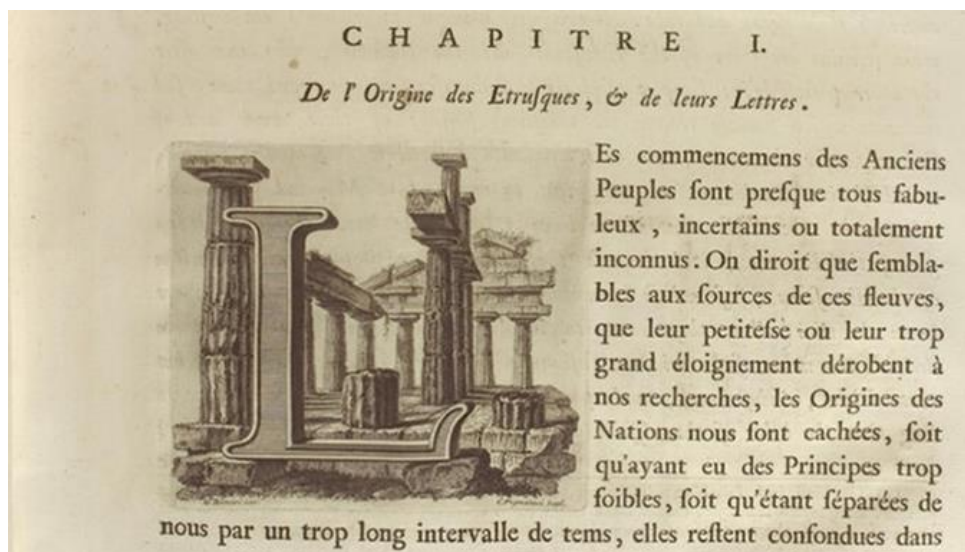 CHAPITRE I.
De l' Origine des Etruſques, & de leurs Lettres.
LEs commencemens des Anciens
Peuples ſont preſque tous fabu-
leux, incertains ou totalement
inconnus. On diroit que ſembla-
bles aux ſources de ces fleuves,
que leur petiteſse ou leur trop
grand éloignement dérobent à
nos recherches, les Origines des
Nations nous ſont cachées, ſoit
qu'ayant eu des Principes trop
foibles, ſoit qu'étant ſéparées de
nous par un trop long intervalle de tems, elles reſtent confondues dans